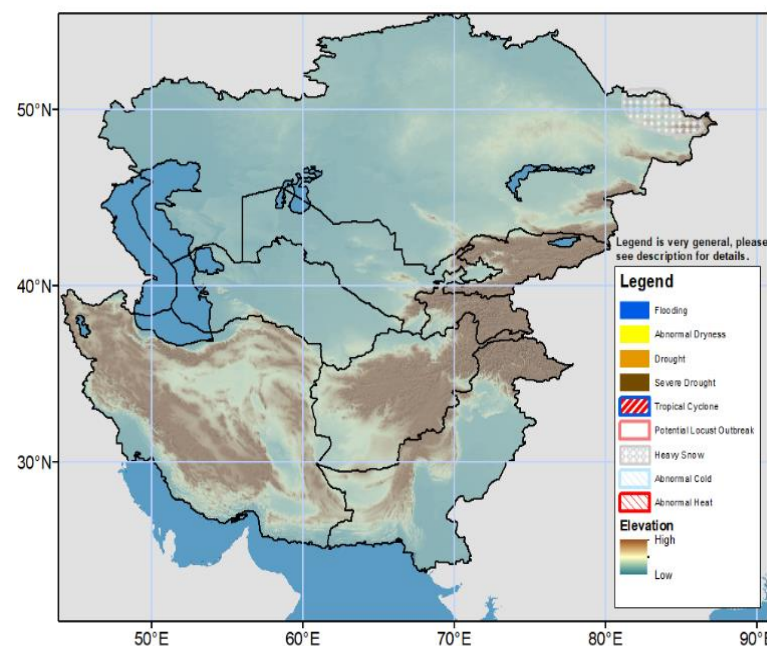 50°N
40°N
30°N
50°E
60°E
70°E
80°E
90°E
Legend is very general, please
see description for details.
Legend
Flooding
Abnormal Dryness
Drought
Severe Drought
Tropical Cyclone
Potential Locust Outbreak
Heavy Snow
Abnormal Cold
Abnormal Heat
Elevation
High
Low